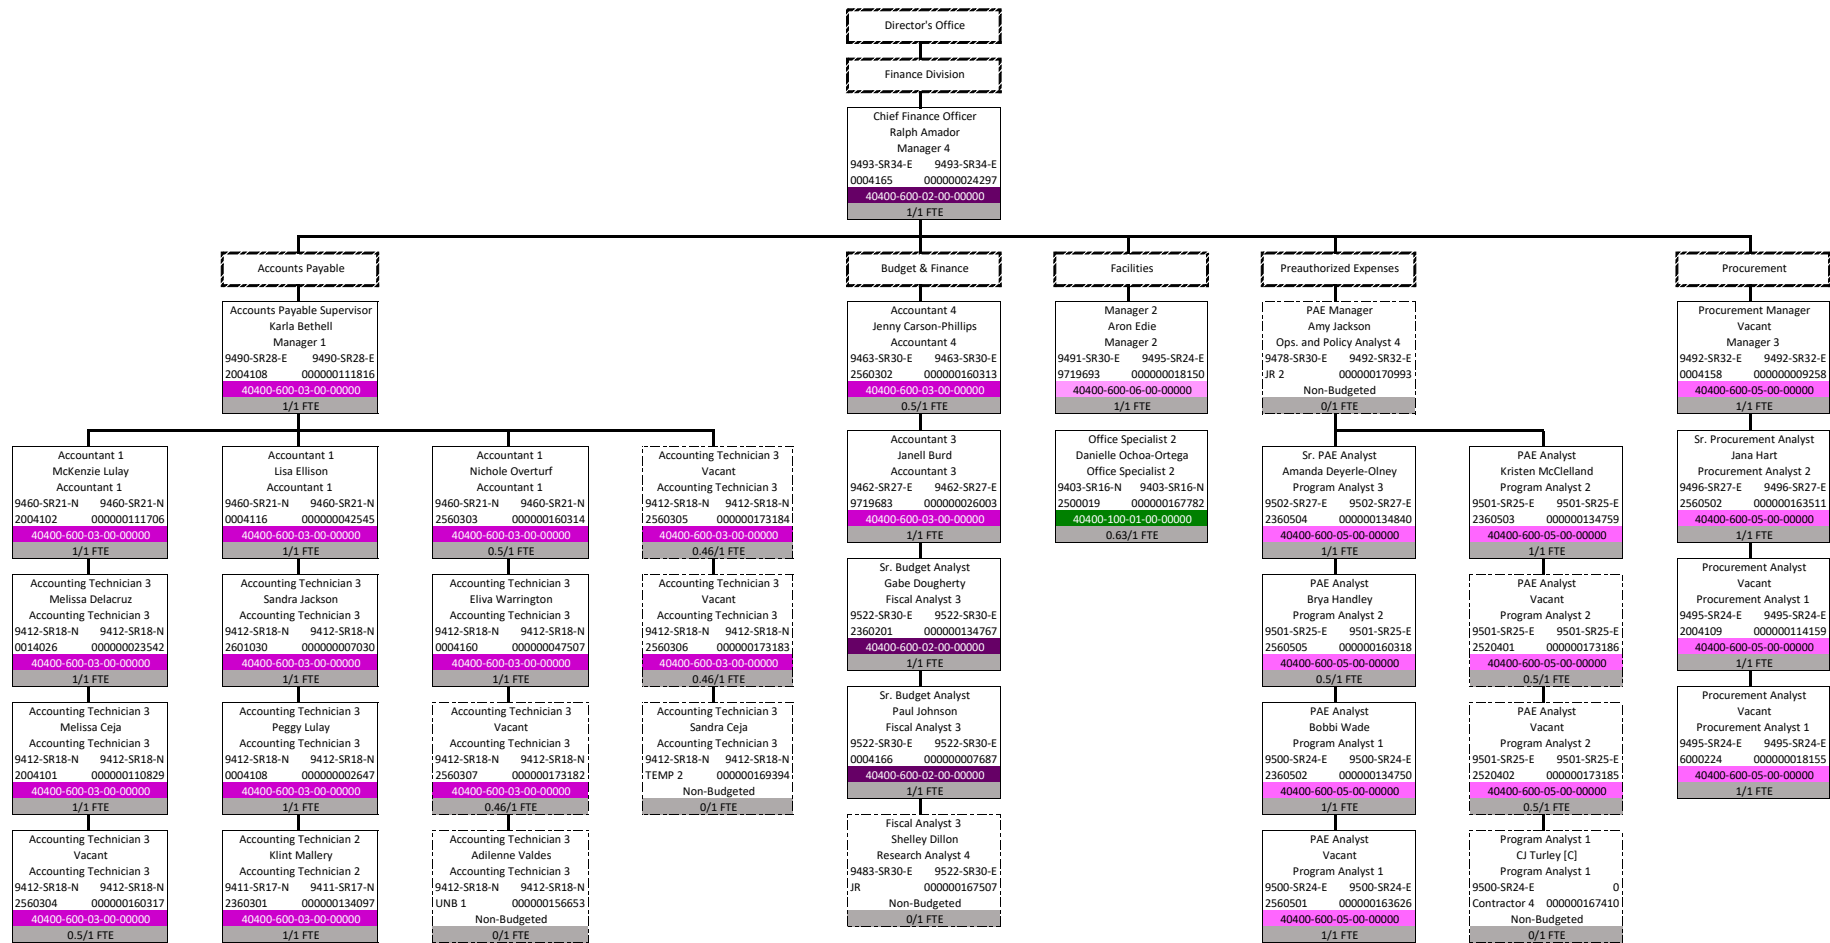 Director's Office
Finance Division
Chief Finance Officer
Ralph Amador
Manager 4
9493-SR34-E 9493-SR34-E
0004165 000000024297
40400-600-02-00-00000
1/1 FTE
Accounts Payable
Accounts Payable Supervisor
Karla Bethell
Manager 1
9490-SR28-E 9490-SR28-E
2004108 000000111816
40400-600-03-00-00000
1/1 FTE
Accountant 1
McKenzie Lulay
Accountant 1
9460-SR21-N 9460-SR21-N
2004102 000000111706
40400-600-03-00-00000
1/1 FTE
Accounting Technician 3
Melissa Delacruz
Accounting Technician 3
9412-SR18-N 9412-SR18-N
0014026 000000023542
40400-600-03-00-00000
1/1 FTE
Accounting Technician 3
Melissa Ceja
Accounting Technician 3
9412-SR18-N 9412-SR18-N
2004101 000000110829
40400-600-03-00-00000
1/1 FTE
Accounting Technician 3
Vacant
Accounting Technician 3
9412-SR18-N 9412-SR18-N
2560304 000000160317
40400-600-03-00-00000
0.5/1 FTE
Accountant 1
Lisa Ellison
Accountant 1
9460-SR21-N 9460-SR21-N
0004116 000000042545
40400-600-03-00-00000
1/1 FTE
Accounting Technician 3
Sandra Jackson
Accounting Technician 3
9412-SR18-N 9412-SR18-N
2601030 000000007030
40400-600-03-00-00000
1/1 FTE
Accounting Technician 3
Peggy Lulay
Accounting Technician 3
9412-SR18-N 9412-SR18-N
0004108 000000002647
40400-600-03-00-00000
1/1 FTE
Accounting Technician 2
Klint Mallery
Accounting Technician 2
9411-SR17-N 9411-SR17-N
2360301 000000134097
40400-600-03-00-00000
1/1 FTE
Accountant 1
Nichole Overturf
Accountant 1
9460-SR21-N 9460-SR21-N
2560303 000000160314
40400-600-03-00-00000
0.5/1 FTE
Accounting Technician 3
Eliva Warrington
Accounting Technician 3
9412-SR18-N 9412-SR18-N
0004160 000000047507
40400-600-03-00-00000
1/1 FTE
Accounting Technician 3
Vacant
Accounting Technician 3
9412-SR18-N 9412-SR18-N
2560307 000000173182
40400-600-03-00-00000
0.46/1 FTE
Accounting Technician 3
Adilenne Valdes
Accounting Technician 3
9412-SR18-N 9412-SR18-N
UNB 1 000000156653
Non-Budgeted
0/1 FTE
Accounting Technician 3
Vacant
Accounting Technician 3
9412-SR18-N 9412-SR18-N
2560305 000000173184
40400-600-03-00-00000
0.46/1 FTE
Accounting Technician 3
Vacant
Accounting Technician 3
9412-SR18-N 9412-SR18-N
2560306 000000173183
40400-600-03-00-00000
0.46/1 FTE
Accounting Technician 3
Sandra Ceja
Accounting Technician 3
9412-SR18-N 9412-SR18-N
TEMP 2 000000169394
Non-Budgeted
0/1 FTE
Budget & Finance
Accountant 4
Jenny Carson-Phillips
Accountant 4
9463-SR30-E 9463-SR30-E
2560302 000000160313
40400-600-03-00-00000
0.5/1 FTE
Accountant 3
Janell Burd
Accountant 3
9462-SR27-E 9462-SR27-E
9719683 000000026003
40400-600-03-00-00000
1/1 FTE
Sr. Budget Analyst
Gabe Dougherty
Fiscal Analyst 3
9522-SR30-E 9522-SR30-E
2360201 000000134767
40400-600-02-00-00000
1/1 FTE
Sr. Budget Analyst
Paul Johnson
Fiscal Analyst 3
9522-SR30-E 9522-SR30-E
0004166 000000007687
40400-600-02-00-00000
1/1 FTE
Fiscal Analyst 3
Shelley Dillon
Research Analyst 4
9483-SR30-E 9522-SR30-E
JR 000000167507
Non-Budgeted
0/1 FTE
Facilities
Manager 2
Aron Edie
Manager 2
9491-SR30-E 9495-SR24-E
9719693 000000018150
40400-600-06-00-00000
1/1 FTE
Office Specialist 2
Danielle Ochoa-Ortega
Office Specialist 2
9403-SR16-N 9403-SR16-N
2500019 000000167782
40400-100-01-00-00000
0.63/1 FTE
Preauthorized Expenses
PAE Manager
Amy Jackson
Ops. and Policy Analyst 4
9478-SR30-E 9492-SR32-E
JR 2 000000170993
Non-Budgeted
0/1 FTE
Sr. PAE Analyst
Amanda Deyerle-Olney
Program Analyst 3
9502-SR27-E 9502-SR27-E
2360504 000000134840
40400-600-05-00-00000
1/1 FTE
PAE Analyst
Brya Handley
Program Analyst 2
9501-SR25-E 9501-SR25-E
2560505 000000160318
40400-600-05-00-00000
0.5/1 FTE
PAE Analyst
Bobbi Wade
Program Analyst 1
9500-SR24-E 9500-SR24-E
2360502 000000134750
40400-600-05-00-00000
1/1 FTE
PAE Analyst
Vacant
Program Analyst 1
9500-SR24-E 9500-SR24-E
2560501 000000163626
40400-600-05-00-00000
1/1 FTE
PAE Analyst
Kristen McClelland
Program Analyst 2
9501-SR25-E 9501-SR25-E
2360503 000000134759
40400-600-05-00-00000
1/1 FTE
PAE Analyst
Vacant
Program Analyst 2
9501-SR25-E 9501-SR25-E
2520401 000000173186
40400-600-05-00-00000
0.5/1 FTE
PAE Analyst
Vacant
Program Analyst 2
9501-SR25-E 9501-SR25-E
2520402 000000173185
40400-600-05-00-00000
0.5/1 FTE
Program Analyst 1
CJ Turley [C]
Program Analyst 1
9500-SR24-E 0
Contractor 4 000000167410
Non-Budgeted
0/1 FTE
Procurement
Procurement Manager
Vacant
Manager 3
9492-SR32-E 9492-SR32-E
0004158 000000009258
40400-600-05-00-00000
1/1 FTE
Sr. Procurement Analyst
Jana Hart
Procurement Analyst 2
9496-SR27-E 9496-SR27-E
2560502 000000163511
40400-600-05-00-00000
1/1 FTE
Procurement Analyst
Vacant
Procurement Analyst 1
9495-SR24-E 9495-SR24-E
2004109 000000114159
40400-600-05-00-00000
1/1 FTE
Procurement Analyst
Vacant
Procurement Analyst 1
9495-SR24-E 9495-SR24-E
6000224 000000018155
40400-600-05-00-00000
1/1 FTE